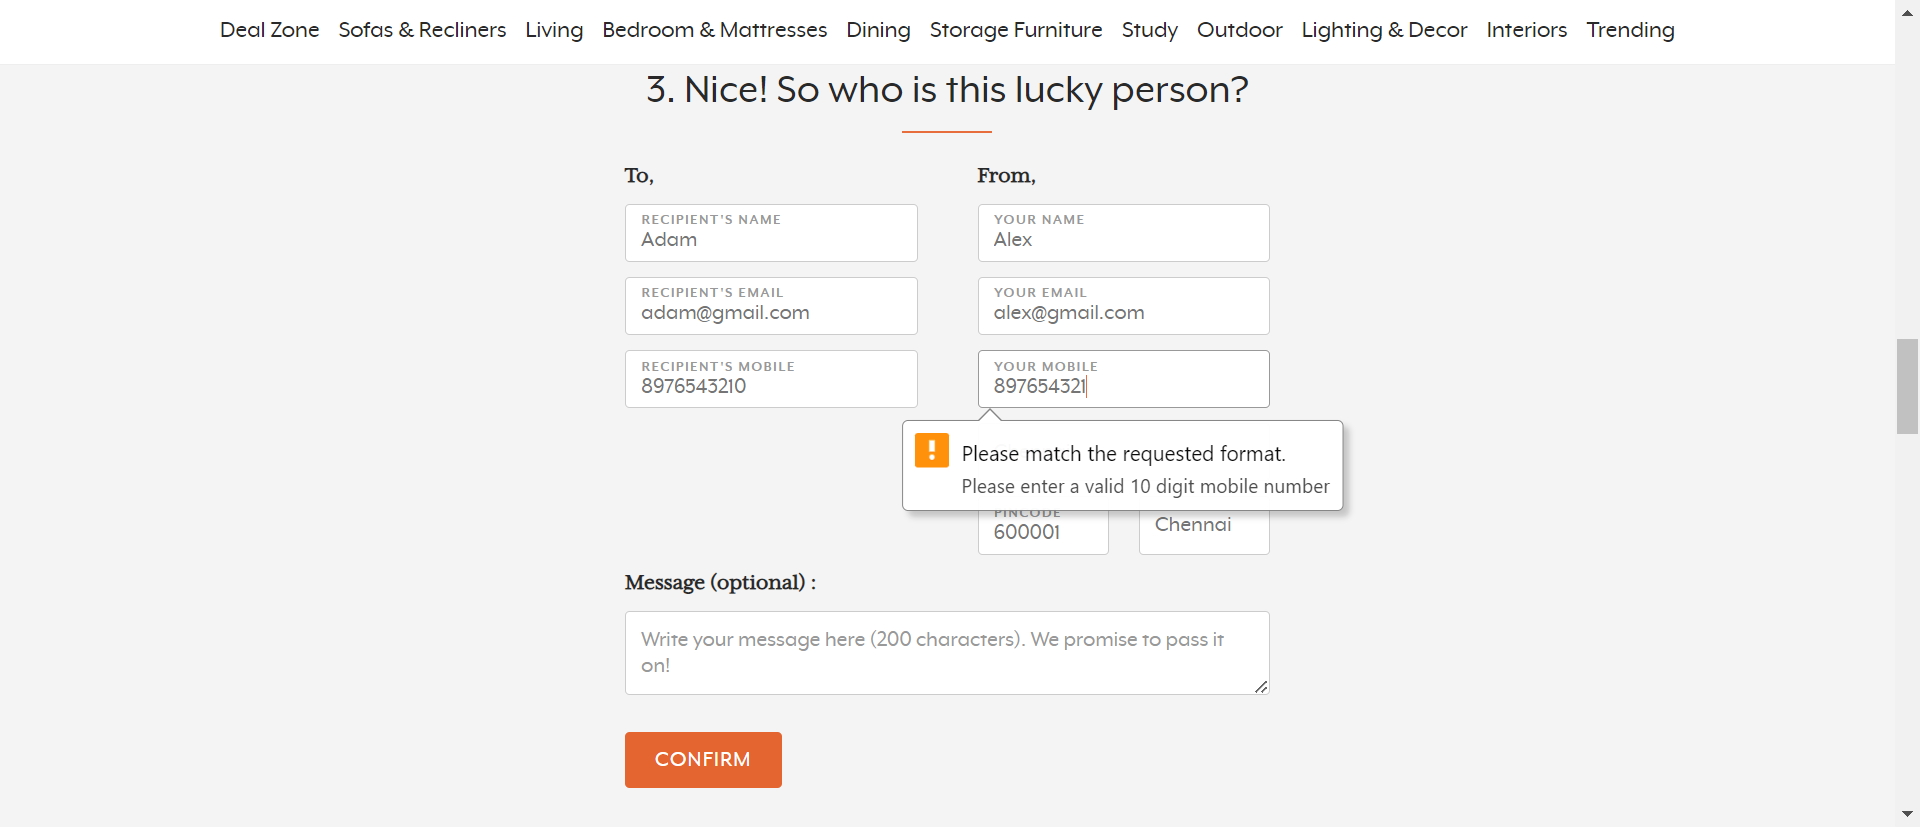 Deal Zone Sofas & Recliners Living Bedroom & Mattresses Dining Storage Furniture Study Outdoor Lighting & Decor Interiors Trending
3. Nice! So who is this lucky person?
To,
From,
RECIPIENT'S NAME
Adam
YOUR NAME
Alex
RECIPIENT'S EMAIL
adam@gmail.com
YOUR EMAIL
alex@gmail.com
RECIPIENT'S MOBILE
8976543210
YOUR MOBILE
897654321
Please match the requested format.
Please enter a valid 10 digit mobile number
PINCODE
600001
Chennai
Message (optional) :
Write your message here (200 characters). We promise to pass it
on!
CONFIRM